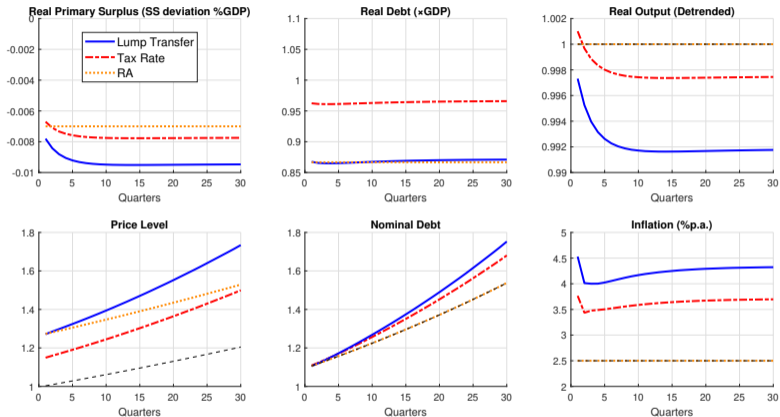 Real Primary Surplus (SS deviation %GDP)
0
-0.002
-0.004
-0.006
-0.008
-0.01
0 5 10 15 20 25 30
Quarters
Lump Transfer
Tax Rate
RA
Real Debt (×GDP)
1.1
1.05
1
0.95
0.9
0.85
0 5 10 15 20 25 30
Quarters
Real Output (Detrended)
1.002
1
0.998
0.996
0.994
0.992
0.99
0 5 10 15 20 25 30
Quarters
Price Level
1.8
1.6
1.4
1.2
1
0 5 10 15 20 25 30
Quarters
Nominal Debt
1.8
1.6
1.4
1.2
1
0 5 10 15 20 25 30
Quarters
Inflation (%p.a.)
5
4.5
4
3.5
3
2.5
2
0 5 10 15 20 25 30
Quarters